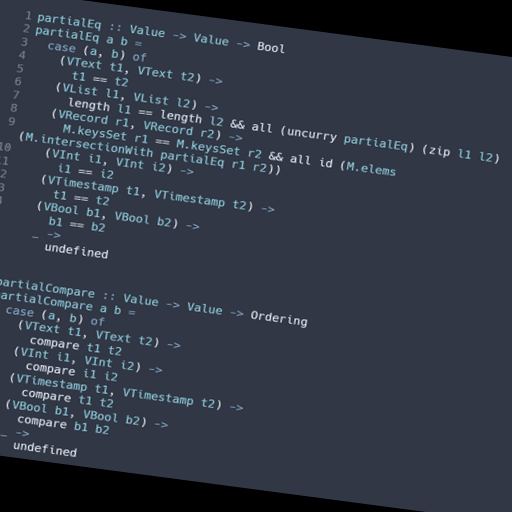 1 partialEq :: Value -> Value -> Bool
2 partialEq a b =
3 case (a, b) of
4 (VText t1, VText t2) ->
5 t1 == t2
6 (VList l1, VList l2) ->
7 length l1 == length l2 && all (uncurry partialEq) (zip l1 l2)
8 (VRecord r1, VRecord r2) ->
9 M.keysSet r1 == M.keysSet r2 && all id (M.elems
(M.intersectionWith partialEq r1 r2))
10 (VInt i1, VInt i2) ->
11 i1 == i2
2 (VTimestamp t1, VTimestamp t2) ->
3 t1 == t2
4 (VBool b1, VBool b2) ->
b1 == b2
_ ->
undefined
partialCompare :: Value -> Value -> Ordering
artialCompare a b =
case (a, b) of
(VText t1, VText t2) ->
compare t1 t2
(VInt i1, VInt i2) ->
compare i1 i2
(VTimestamp t1, VTimestamp t2) ->
compare t1 t2
(VBool b1, VBool b2) ->
compare b1 b2
_ ->
undefined